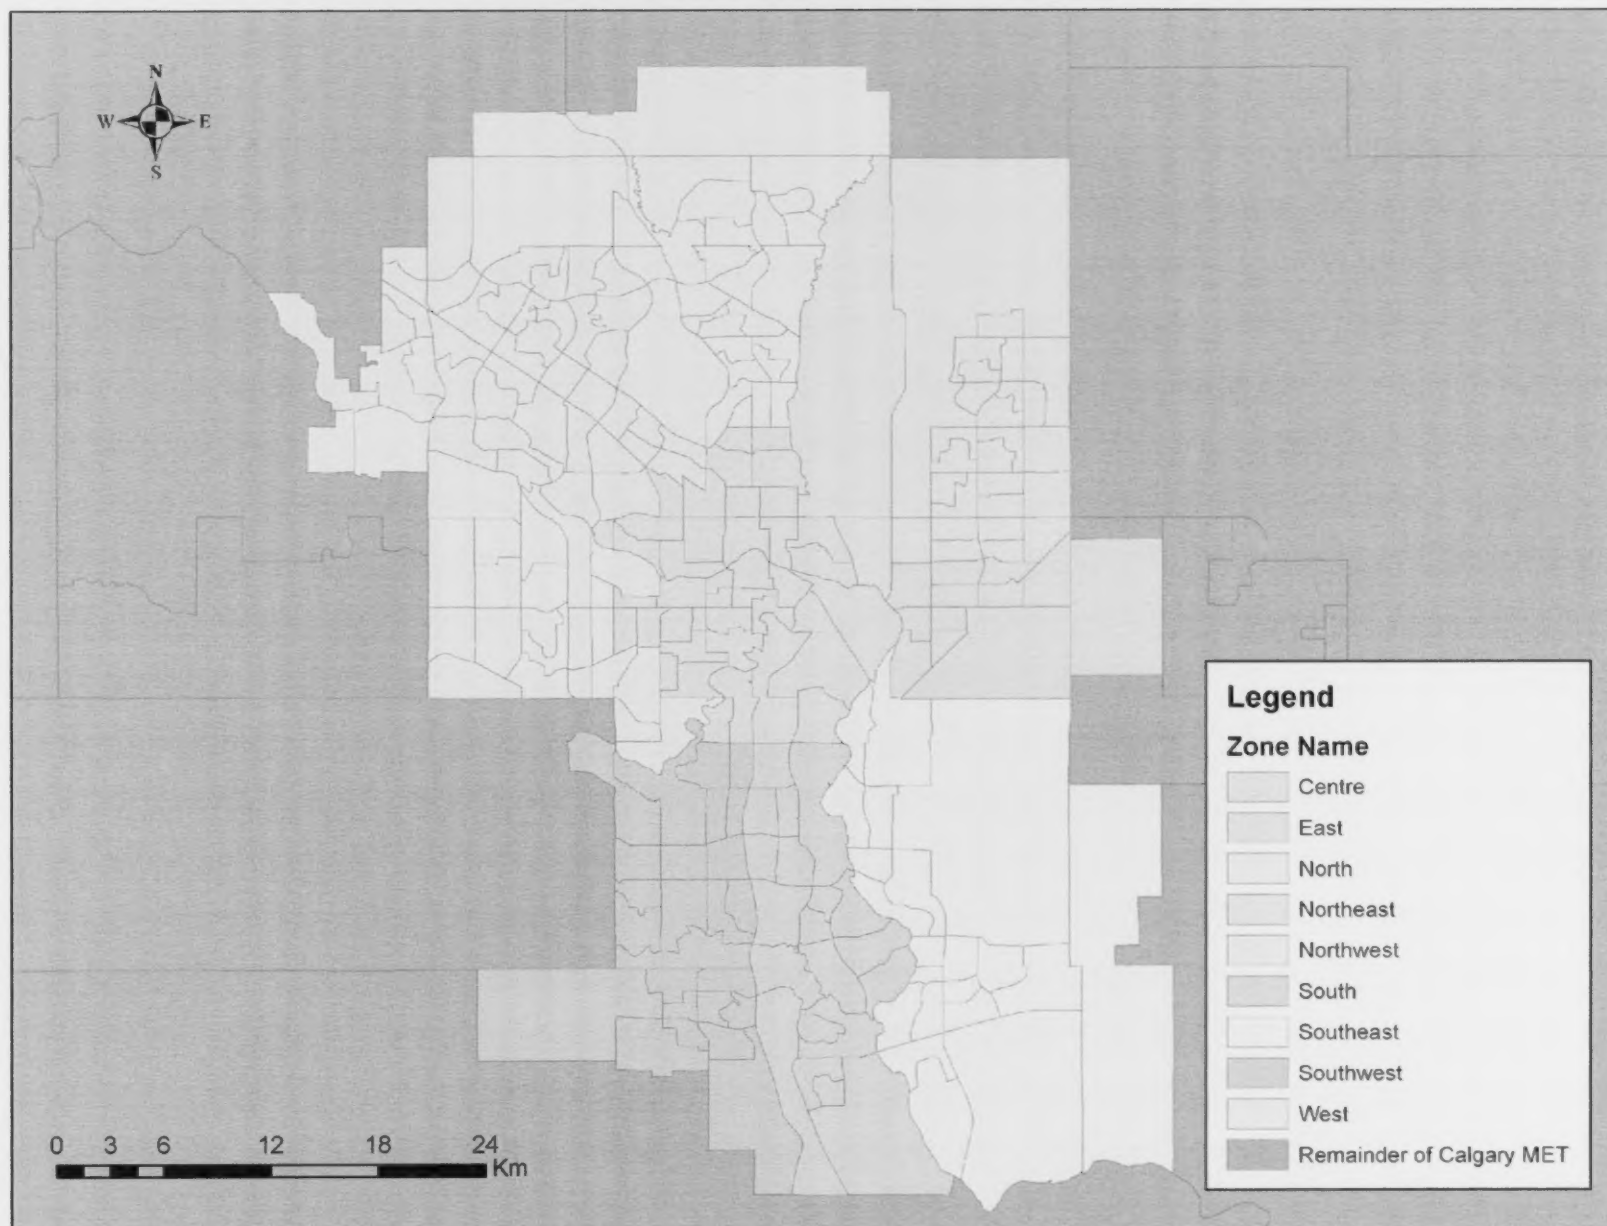 N
W E
S
Legend
Zone Name
Centre
East
North
Northeast
Northwest
South
Southeast
Southwest
West
Remainder of Calgary MET
0 3 6 12 18 24
Km